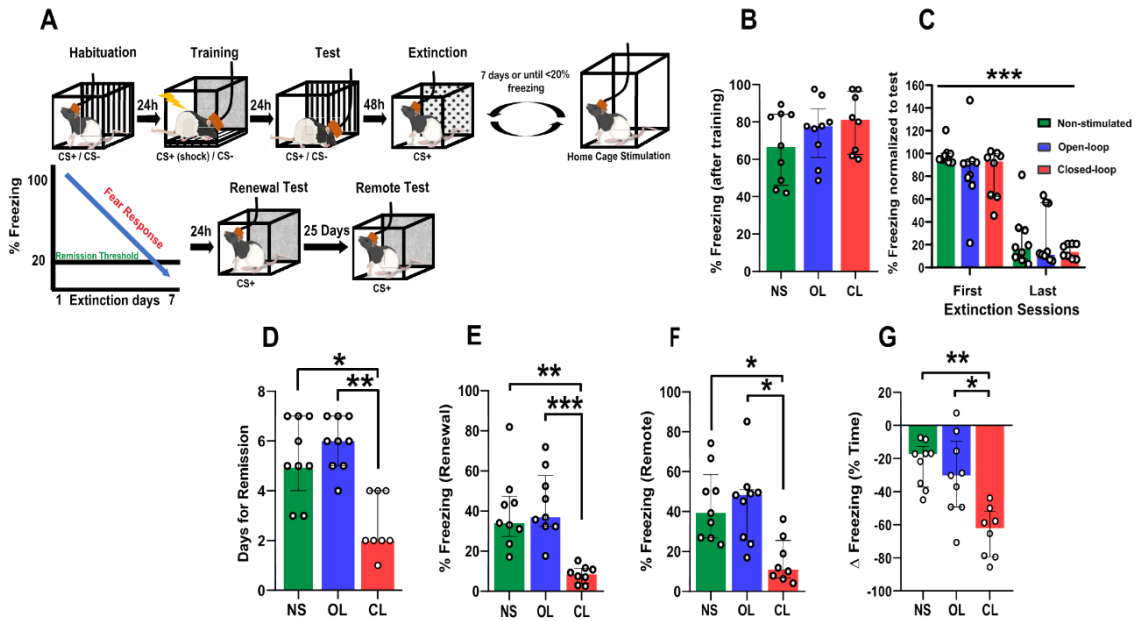 A
Habituation
Training
Test
Extinction
24h
24h
48h
7 days or until <20%
freezing
CS+ / CS-
CS+ (shock) / CS-
CS+ / CS-
CS+
Home Cage Stimulation
% Freezing
100
20
Fear Response
Remission Threshold
1 Extinction days 7
24h
Renewal Test
25 Days
Remote Test
CS+
CS+
B
% Freezing (after training)
100
80
60
40
20
0
NS OL CL
C
% Freezing normalized to test
160
140
120
100
80
60
40
20
0
***
Non-stimulated
Open-loop
Closed-loop
First Last
Extinction Sessions
D
Days for Remission
8
6
4
2
0
*
**
NS OL CL
E
% Freezing (Renewal)
100
80
60
40
20
0
**
***
NS OL CL
F
% Freezing (Remote)
100
80
60
40
20
0
*
*
NS OL CL
G
Δ Freezing (% Time)
20
0
-20
-40
-60
-80
-100
**
*
NS OL CL